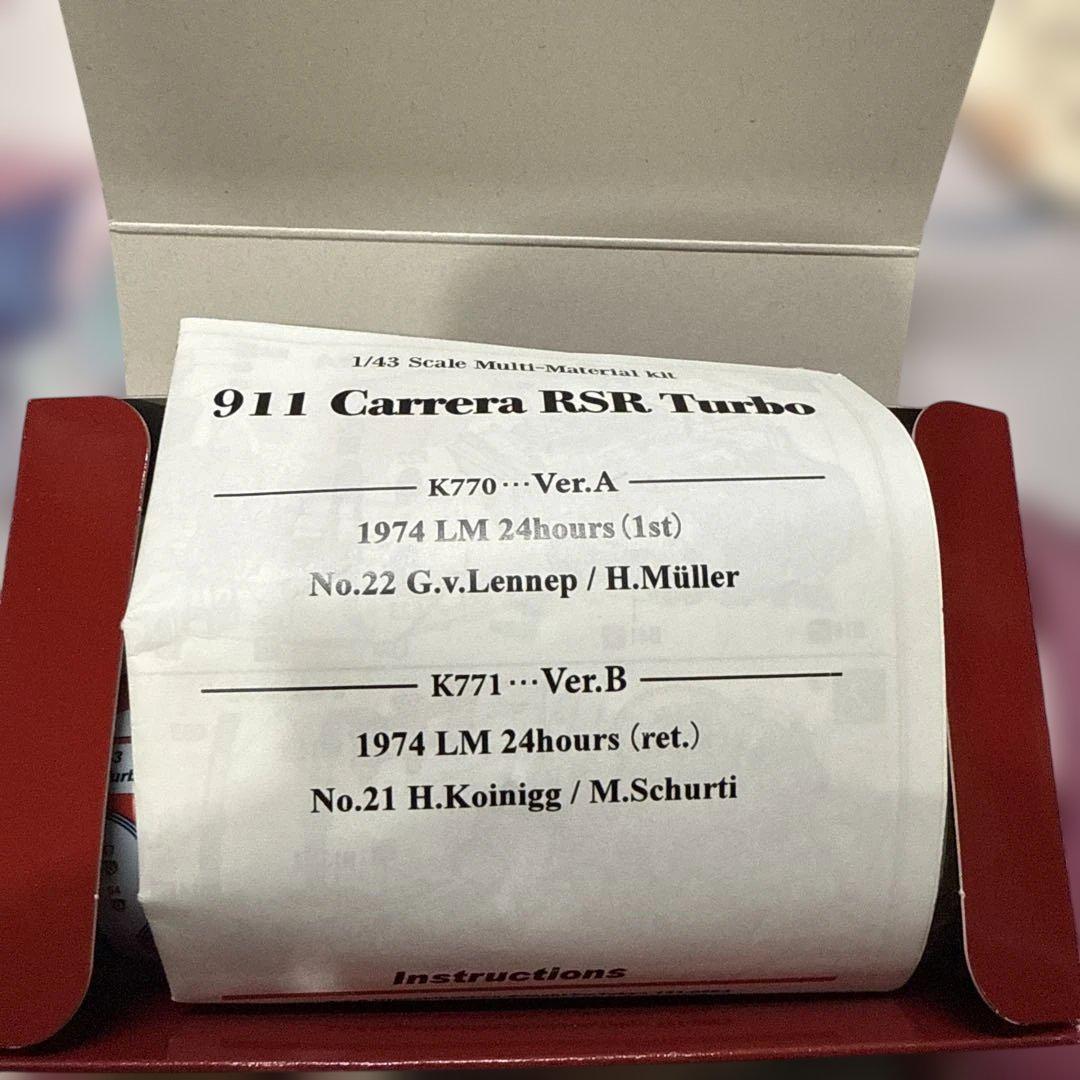 1/43 Scale Multi-Material kit
911 Carrera RSR Turbo
K770…Ver.A
1974 LM 24hours (1st)
No.22 G.v.Lennep / H.Müller
K771…Ver.B
1974 LM 24hours (ret.)
No.21 H.Koinigg / M.Schurti
Instructions